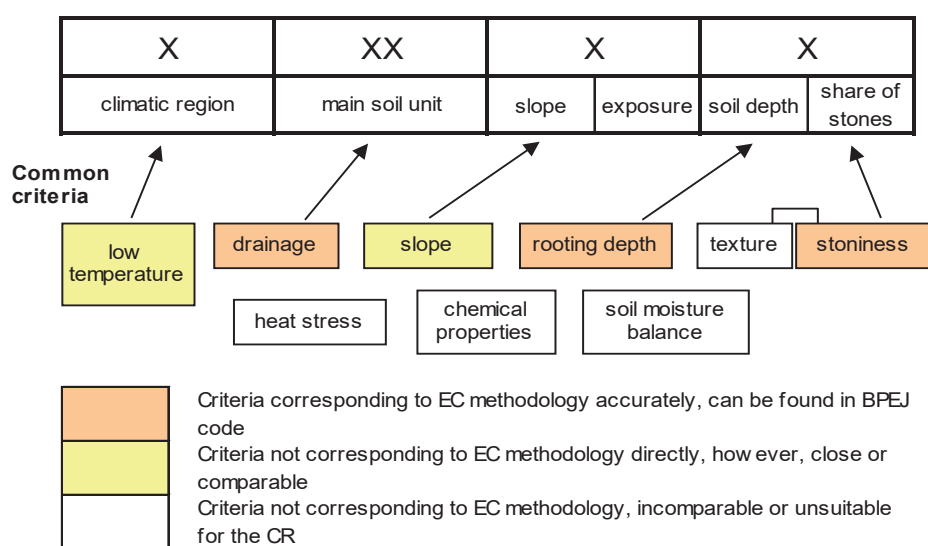 X XX X X
climatic region main soil unit slope exposure soil depth share of
stones
Common
criteria
low
temperature
drainage
slope
rooting depth
texture
stoniness
heat stress
chemical
properties
soil moisture
balance
Criteria corresponding to EC methodology accurately, can be found in BPEJ
code
Criteria not corresponding to EC methodology directly, how ever, close or
comparable
Criteria not corresponding to EC methodology, incomparable or unsuitable
for the CR